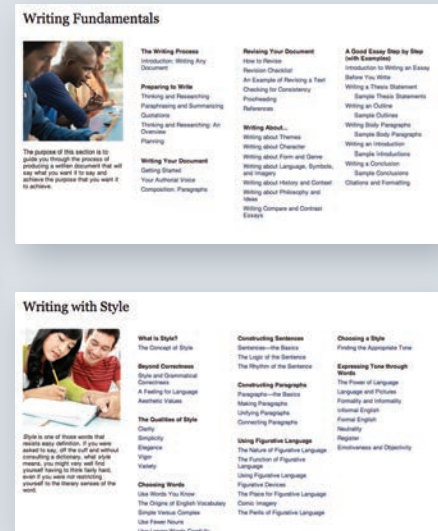 Writing Fundamentals
The purpose of this section is to
guide you through the process of
producing a written document that will
say what you want it to say and
achieve the purpose that you want it
to achieve.
The Writing Process
Introduction: Writing Any
Document
Preparing to Write
Thinking and Researching
Paraphrasing and Summarizing
Quotations
Thinking and Researching: An
Overview
Planning
Writing Your Document
Getting Started
Your Authorial Voice
Composition: Paragraphs
Revising Your Document
How to Revise
Revision Checklist
An Example of Revising a Text
Checking for Consistency
Proofreading
References
Writing About...
Writing about Themes
Writing about Character
Writing about Form and Genre
Writing about Language, Symbols,
and Imagery
Writing about History and Context
Writing about Philosophy and
Ideas
Writing Compare and Contrast
Essays
A Good Essay Step by Step
(with Examples)
Introduction to Writing an Essay
Before You Write
Writing a Thesis Statement
Sample Thesis Statements
Writing an Outline
Sample Outlines
Writing Body Paragraphs
Sample Body Paragraphs
Writing an Introduction
Sample Introductions
Writing a Conclusion
Sample Conclusions
Citations and Formatting
Writing with Style
Style is one of those words that
resists easy definition. If you were
asked to say, off the cuff and without
consulting a dictionary, what style
means, you might very well find
yourself having to think fairly hard,
even if you were not restricting
yourself to the literary senses of the
word.
What Is Style?
The Concept of Style
Beyond Correctness
Style and Grammatical
Correctness
A Feeling for Language
Aesthetic Values
The Qualities of Style
Clarity
Simplicity
Elegance
Vigor
Variety
Choosing Words
Use Words You Know
The Origins of English Vocabulary
Simple Versus Complex
Use Fewer Nouns
Use Longer Words Carefully
Constructing Sentences
Sentences—the Basics
The Logic of the Sentence
The Rhythm of the Sentence
Constructing Paragraphs
Paragraphs—the Basics
Making Paragraphs
Unifying Paragraphs
Connecting Paragraphs
Using Figurative Language
The Nature of Figurative Language
The Function of Figurative
Language
Using Figurative Language
Figurative Devices
The Place for Figurative Language
Comic Imagery
The Perils of Figurative Language
Choosing a Style
Finding the Appropriate Tone
Expressing Tone through
Words
The Power of Language
Language and Pictures
Formality and Informality
Informal English
Formal English
Neutrality
Register
Emotiveness and Objectivity